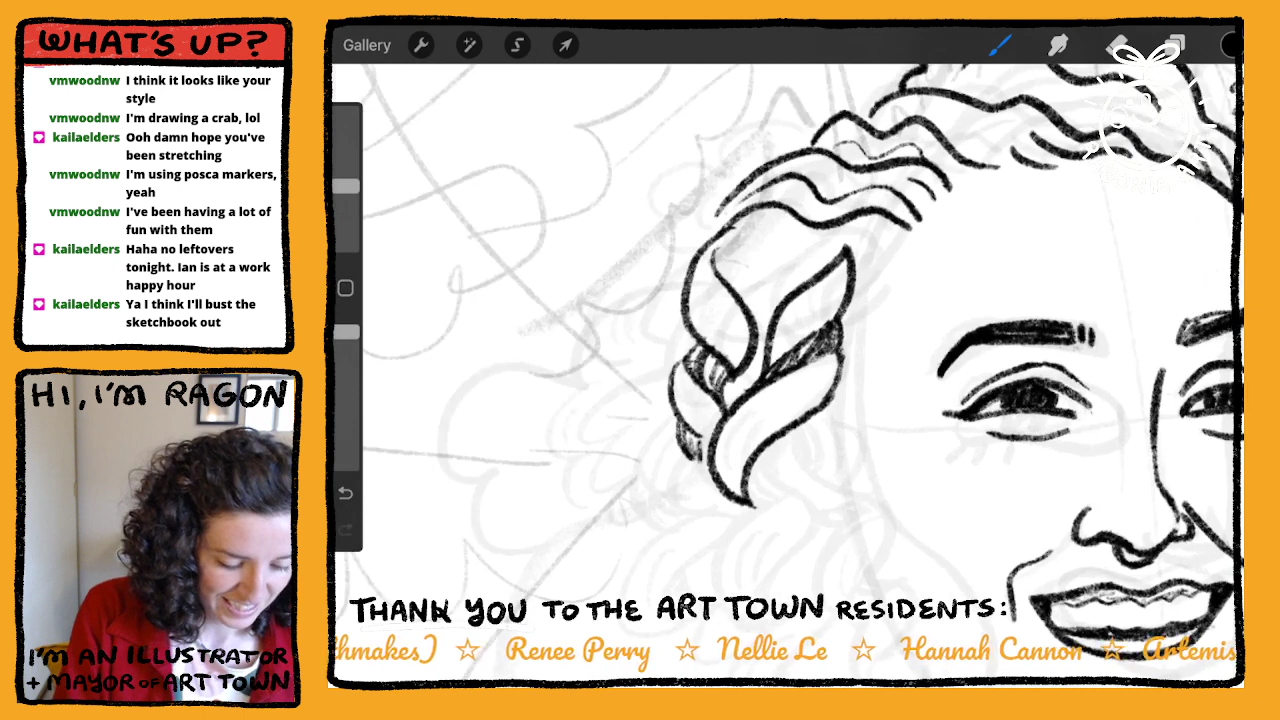 WHAT'S UP?
vmwoodnw I think it looks like your
style
vmwoodnw I'm drawing a crab, lol
kailaelders Ooh damn hope you've
been stretching
vmwoodnw I'm using posca markers,
yeah
vmwoodnw I've been having a lot of
fun with them
kailaelders Haha no leftovers
tonight. Ian is at a work
happy hour
kailaelders Ya I think I'll bust the
sketchbook out
HI, I'M RAGON
I'M AN ILLUSTRATOR
+ MAYOR OF ART TOWN
Gallery
THANK YOU TO THE ART TOWN RESIDENTS:
hmakes) ☆ Renee Perry ☆ Nellie Le ☆ Hannah Cannon ☆ Artemis